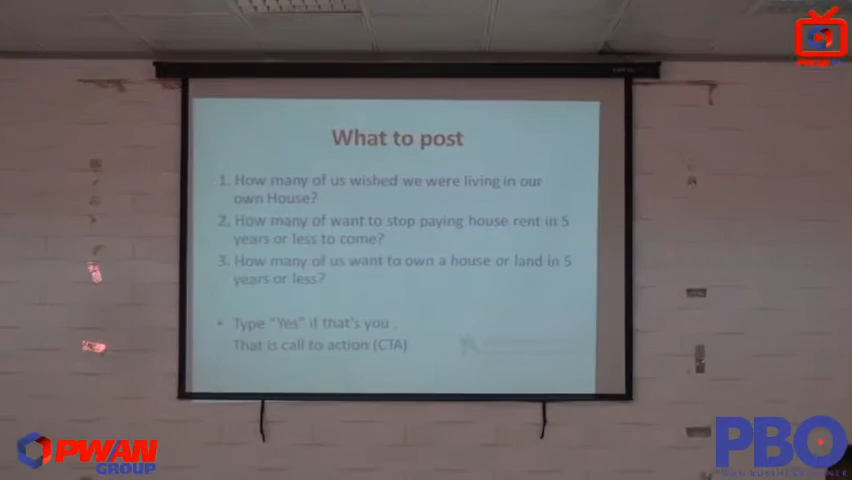 PWAN
What to post
1. How many of us wished we were living in our
own House?
2. How many of want to stop paying house rent in 5
years or less to come?
3. How many of us want to own a house or land in 5
years or less?
• Type “Yes” if that’s you .
That is call to action (CTA)
PWAN
GROUP
PBO